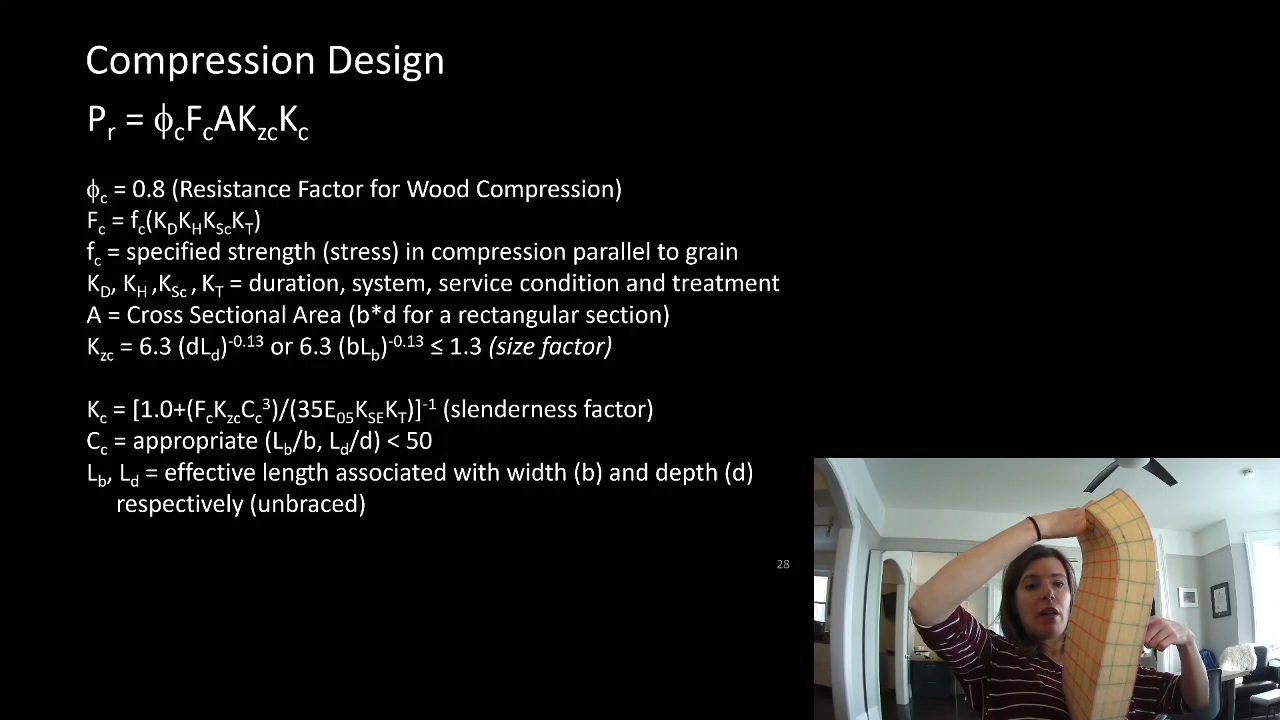 Compression Design
Pr = ϕcFcAKzcKc
ϕc = 0.8 (Resistance Factor for Wood Compression)
Fc = fc(KDKHKScKT)
fc = specified strength (stress) in compression parallel to grain
KD, KH ,KSc , KT = duration, system, service condition and treatment
A = Cross Sectional Area (b*d for a rectangular section)
Kzc = 6.3 (dLd)⁻⁰·¹³ or 6.3 (bLb)⁻⁰·¹³ ≤ 1.3 (size factor)
Kc = [1.0+(FcKzcCc³)/(35E05KSEKT)]⁻¹ (slenderness factor)
Cc = appropriate (Lb/b, Ld/d) < 50
Lb, Ld = effective length associated with width (b) and depth (d)
respectively (unbraced)
28